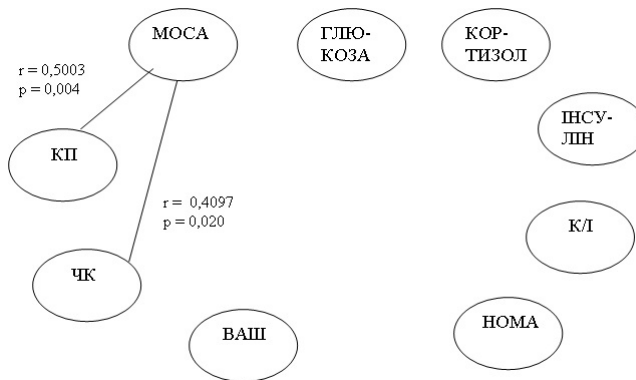 МОСА
ГЛЮ-
КОЗА
КОР-
ТИЗОЛ
r = 0,5003
p = 0,004
ІНСУ-
ЛІН
КП
r = 0,4097
p = 0,020
К/І
ЧК
ВАШ
НОМА